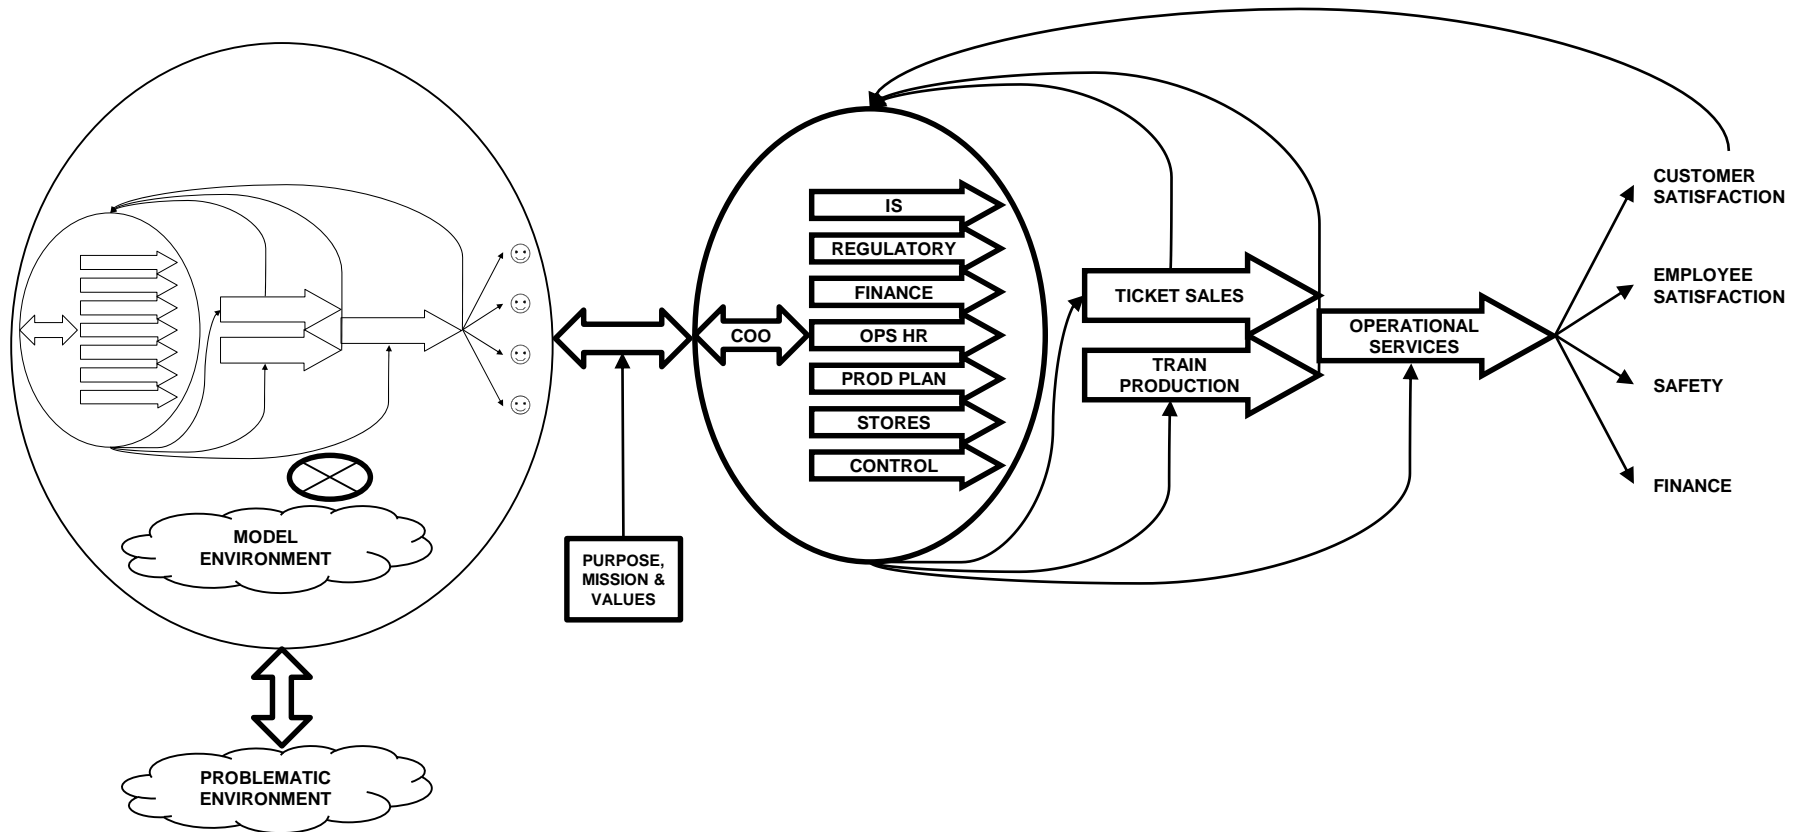 MODEL
ENVIRONMENT
PROBLEMATIC
ENVIRONMENT
PURPOSE,
MISSION &
VALUES
COO
IS
REGULATORY
FINANCE
OPS HR
PROD PLAN
STORES
CONTROL
TICKET SALES
TRAIN
PRODUCTION
OPERATIONAL
SERVICES
CUSTOMER
SATISFACTION
EMPLOYEE
SATISFACTION
SAFETY
FINANCE